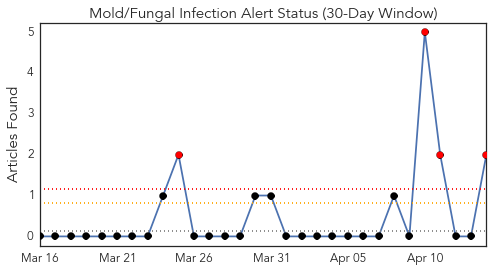 Mold/Fungal Infection Alert Status (30-Day Window)
Articles Found
5
4
3
2
1
0
Mar 16 Mar 21 Mar 26 Mar 31 Apr 05 Apr 10